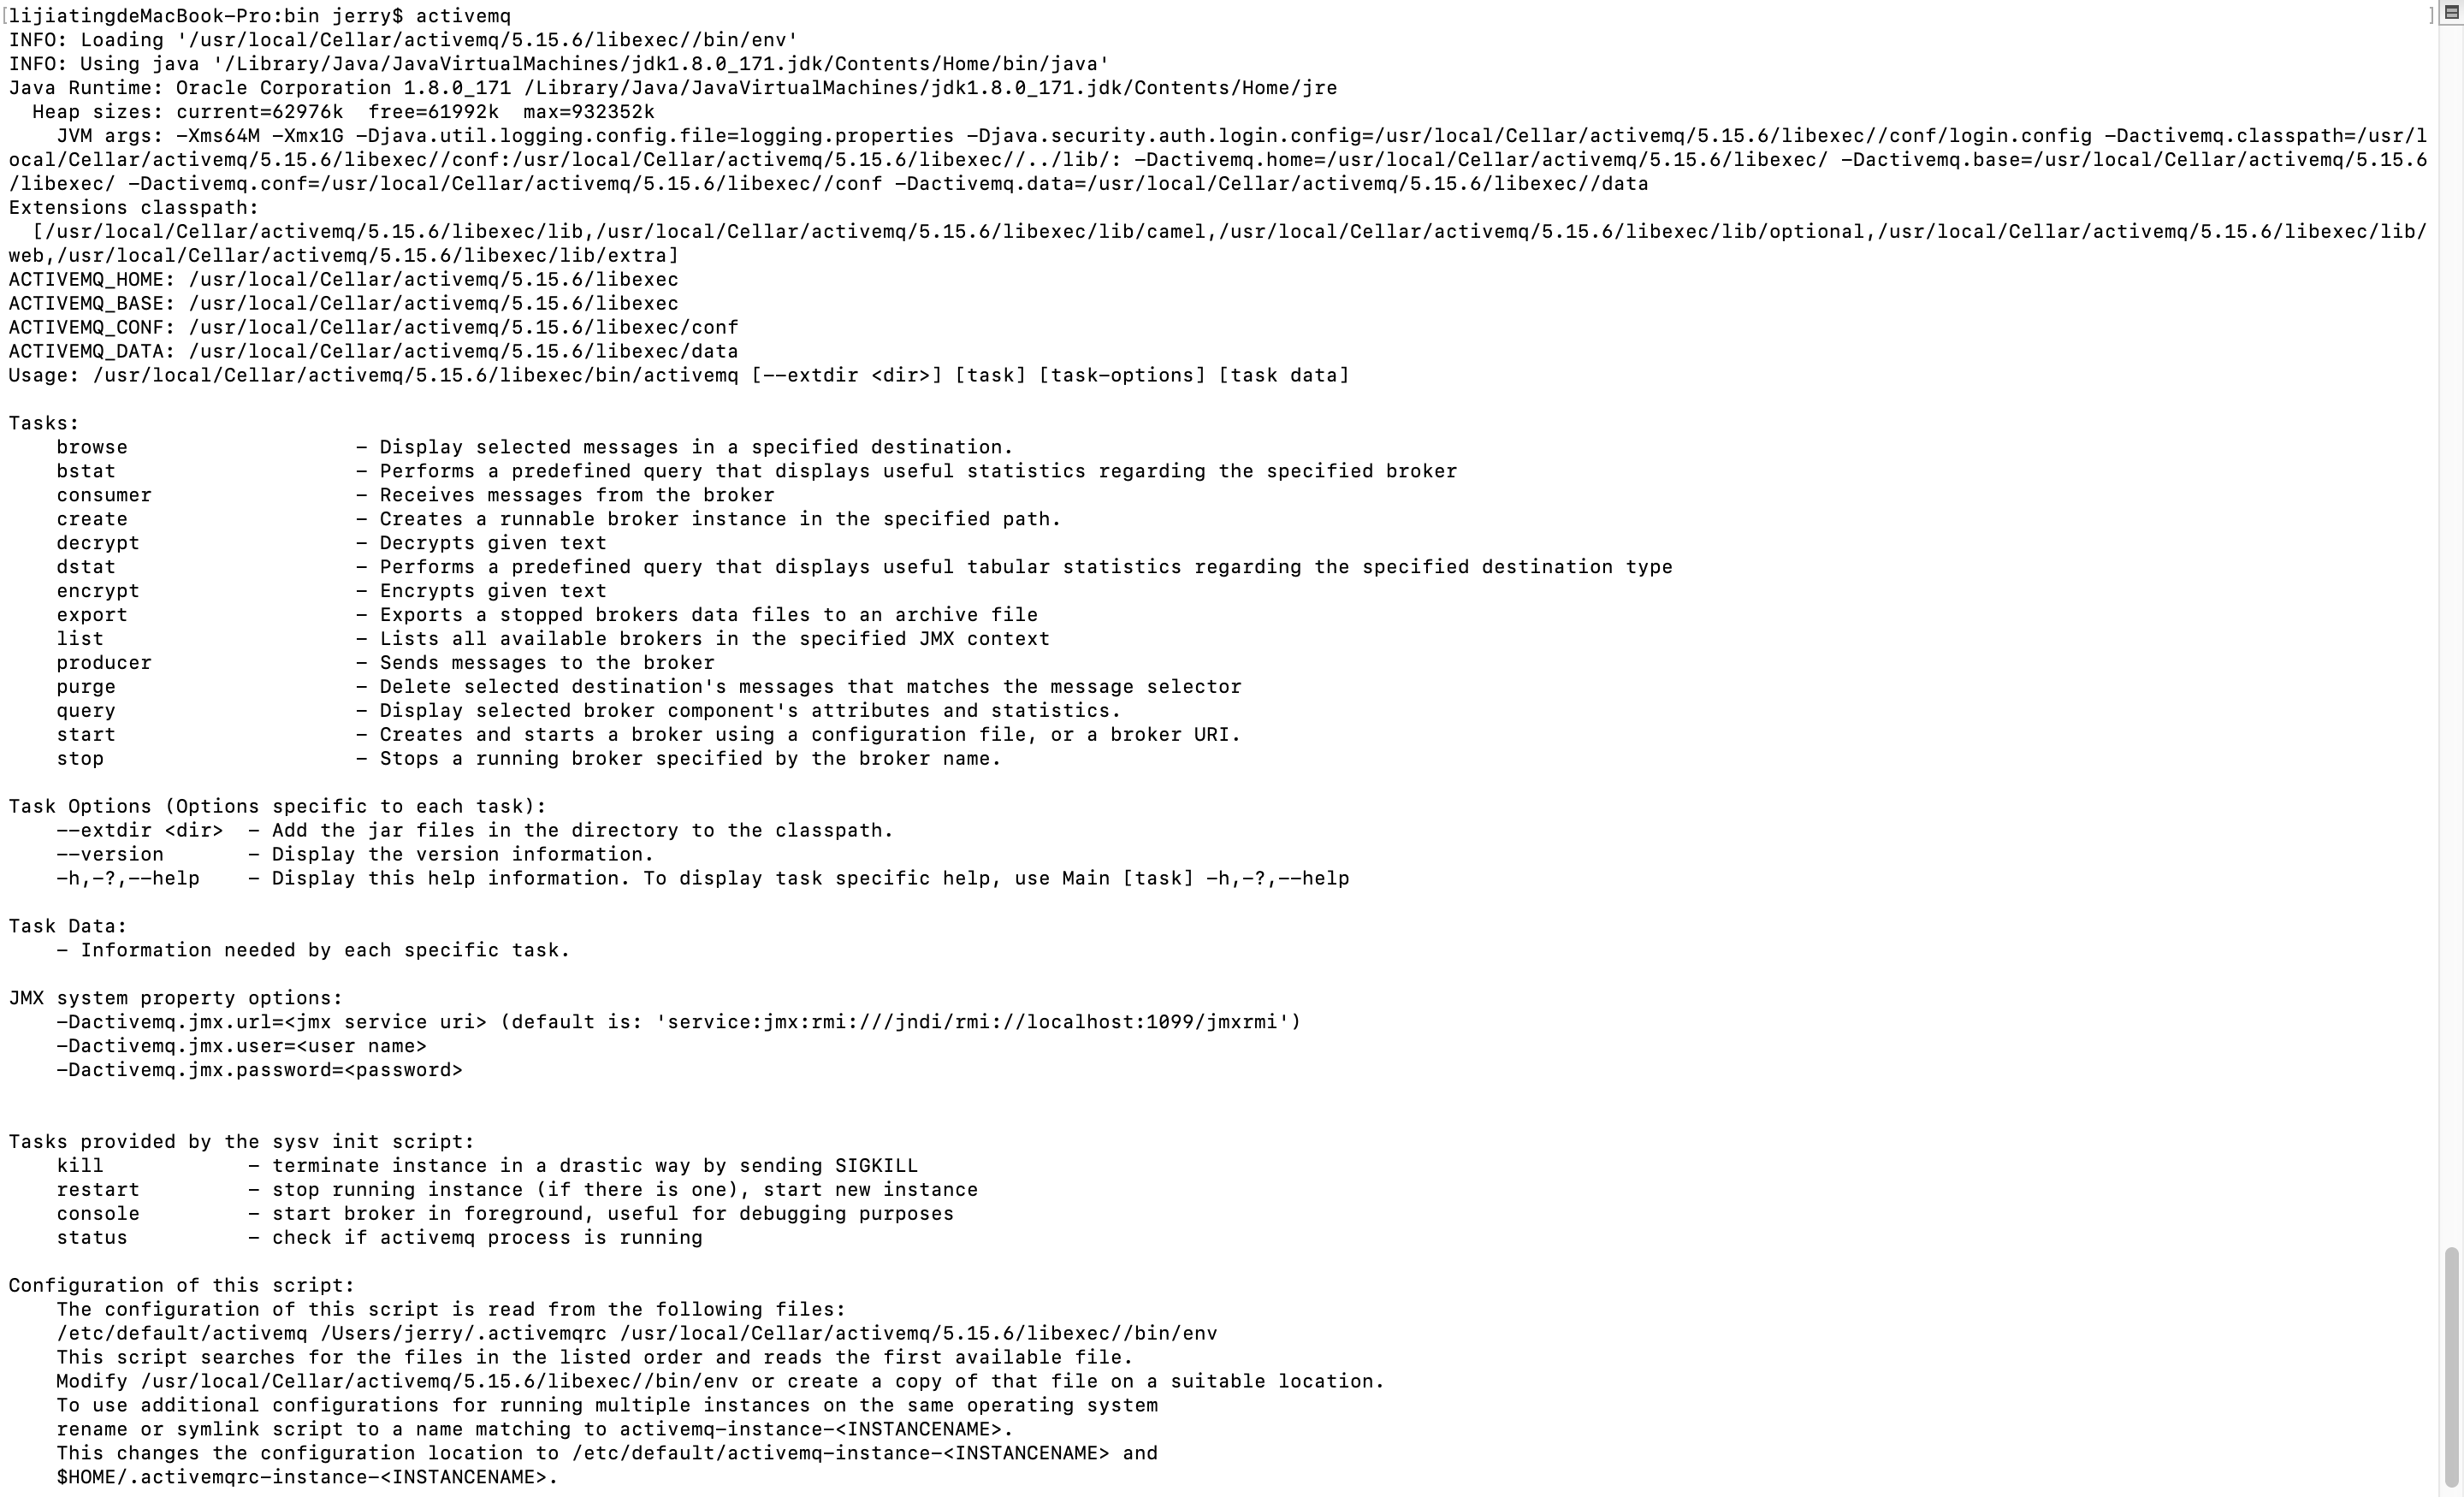 [lijiatingdeMacBook-Pro:bin jerry$ activemq ]
INFO: Loading '/usr/local/Cellar/activemq/5.15.6/libexec//bin/env'
INFO: Using java '/Library/Java/JavaVirtualMachines/jdk1.8.0_171.jdk/Contents/Home/bin/java'
Java Runtime: Oracle Corporation 1.8.0_171 /Library/Java/JavaVirtualMachines/jdk1.8.0_171.jdk/Contents/Home/jre
  Heap sizes: current=62976k  free=61992k  max=932352k
    JVM args: -Xms64M -Xmx1G -Djava.util.logging.config.file=logging.properties -Djava.security.auth.login.config=/usr/local/Cellar/activemq/5.15.6/libexec//conf/login.config -Dactivemq.classpath=/usr/l
ocal/Cellar/activemq/5.15.6/libexec//conf:/usr/local/Cellar/activemq/5.15.6/libexec//../lib/: -Dactivemq.home=/usr/local/Cellar/activemq/5.15.6/libexec/ -Dactivemq.base=/usr/local/Cellar/activemq/5.15.6
/libexec/ -Dactivemq.conf=/usr/local/Cellar/activemq/5.15.6/libexec//conf -Dactivemq.data=/usr/local/Cellar/activemq/5.15.6/libexec//data
Extensions classpath:
  [/usr/local/Cellar/activemq/5.15.6/libexec/lib,/usr/local/Cellar/activemq/5.15.6/libexec/lib/camel,/usr/local/Cellar/activemq/5.15.6/libexec/lib/optional,/usr/local/Cellar/activemq/5.15.6/libexec/lib/
web,/usr/local/Cellar/activemq/5.15.6/libexec/lib/extra]
ACTIVEMQ_HOME: /usr/local/Cellar/activemq/5.15.6/libexec
ACTIVEMQ_BASE: /usr/local/Cellar/activemq/5.15.6/libexec
ACTIVEMQ_CONF: /usr/local/Cellar/activemq/5.15.6/libexec/conf
ACTIVEMQ_DATA: /usr/local/Cellar/activemq/5.15.6/libexec/data
Usage: /usr/local/Cellar/activemq/5.15.6/libexec/bin/activemq [--extdir <dir>] [task] [task-options] [task data]

Tasks:
    browse                   - Display selected messages in a specified destination.
    bstat                    - Performs a predefined query that displays useful statistics regarding the specified broker
    consumer                 - Receives messages from the broker
    create                   - Creates a runnable broker instance in the specified path.
    decrypt                  - Decrypts given text
    dstat                    - Performs a predefined query that displays useful tabular statistics regarding the specified destination type
    encrypt                  - Encrypts given text
    export                   - Exports a stopped brokers data files to an archive file
    list                     - Lists all available brokers in the specified JMX context
    producer                 - Sends messages to the broker
    purge                    - Delete selected destination's messages that matches the message selector
    query                    - Display selected broker component's attributes and statistics.
    start                    - Creates and starts a broker using a configuration file, or a broker URI.
    stop                     - Stops a running broker specified by the broker name.

Task Options (Options specific to each task):
    --extdir <dir>  - Add the jar files in the directory to the classpath.
    --version       - Display the version information.
    -h,-?,--help    - Display this help information. To display task specific help, use Main [task] -h,-?,--help

Task Data:
    - Information needed by each specific task.

JMX system property options:
    -Dactivemq.jmx.url=<jmx service uri> (default is: 'service:jmx:rmi:///jndi/rmi://localhost:1099/jmxrmi')
    -Dactivemq.jmx.user=<user name>
    -Dactivemq.jmx.password=<password>

Tasks provided by the sysv init script:
    kill            - terminate instance in a drastic way by sending SIGKILL
    restart         - stop running instance (if there is one), start new instance
    console         - start broker in foreground, useful for debugging purposes
    status          - check if activemq process is running

Configuration of this script:
    The configuration of this script is read from the following files:
    /etc/default/activemq /Users/jerry/.activemqrc /usr/local/Cellar/activemq/5.15.6/libexec//bin/env
    This script searches for the files in the listed order and reads the first available file.
    Modify /usr/local/Cellar/activemq/5.15.6/libexec//bin/env or create a copy of that file on a suitable location.
    To use additional configurations for running multiple instances on the same operating system
    rename or symlink script to a name matching to activemq-instance-<INSTANCENAME>.
    This changes the configuration location to /etc/default/activemq-instance-<INSTANCENAME> and
    $HOME/.activemqrc-instance-<INSTANCENAME>.